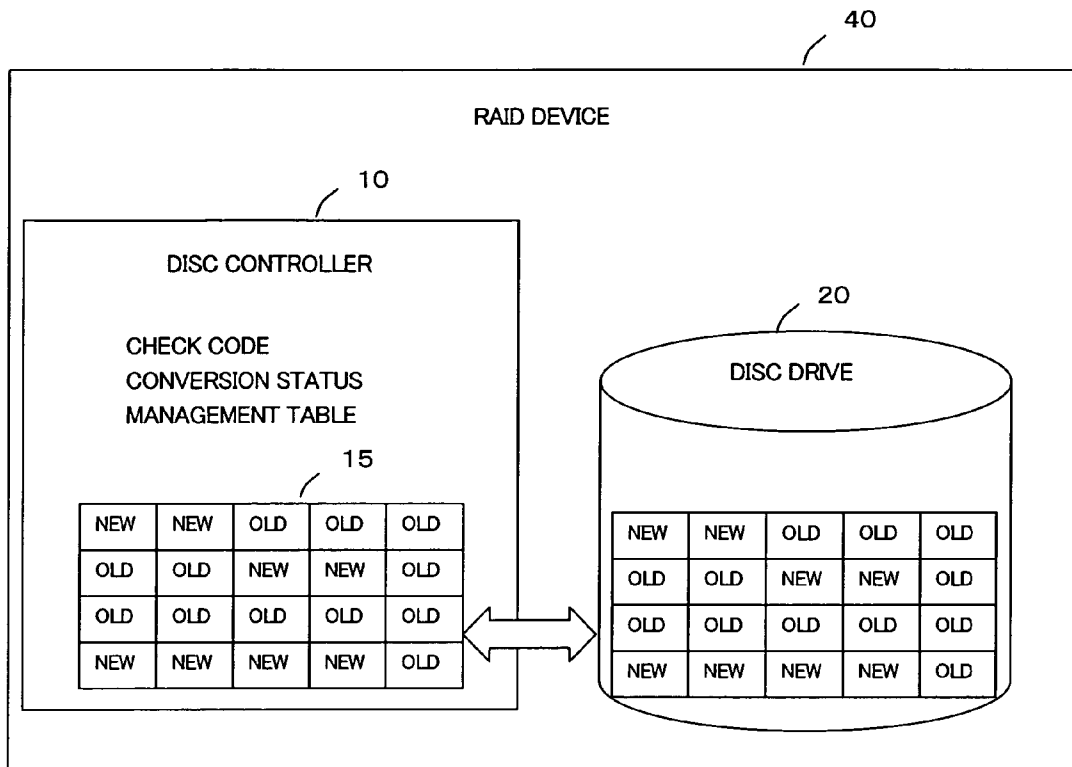 40
RAID DEVICE
10
DISC CONTROLLER
CHECK CODE
CONVERSION STATUS
MANAGEMENT TABLE
15
NEW NEW OLD OLD OLD
OLD OLD NEW NEW OLD
OLD OLD OLD OLD OLD
NEW NEW NEW NEW OLD
20
DISC DRIVE
NEW NEW OLD OLD OLD
OLD OLD NEW NEW OLD
OLD OLD OLD OLD OLD
NEW NEW NEW NEW OLD